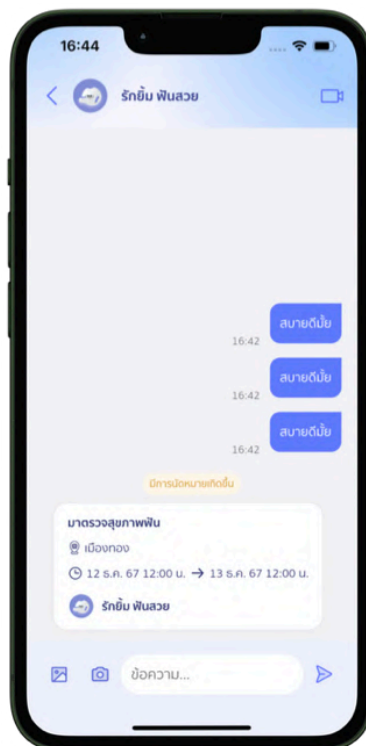 16:44
รักยิ้ม ฟันสวย
สบายดีมั้ย
16:42
สบายดีมั้ย
16:42
สบายดีมั้ย
16:42
มีการนัดหมายเกิดขึ้น
มาตรวจสุขภาพฟัน
เมืองทอง
12 ธ.ค. 67 12:00 น. → 13 ธ.ค. 67 12:00 น.
รักยิ้ม ฟันสวย
ข้อความ...